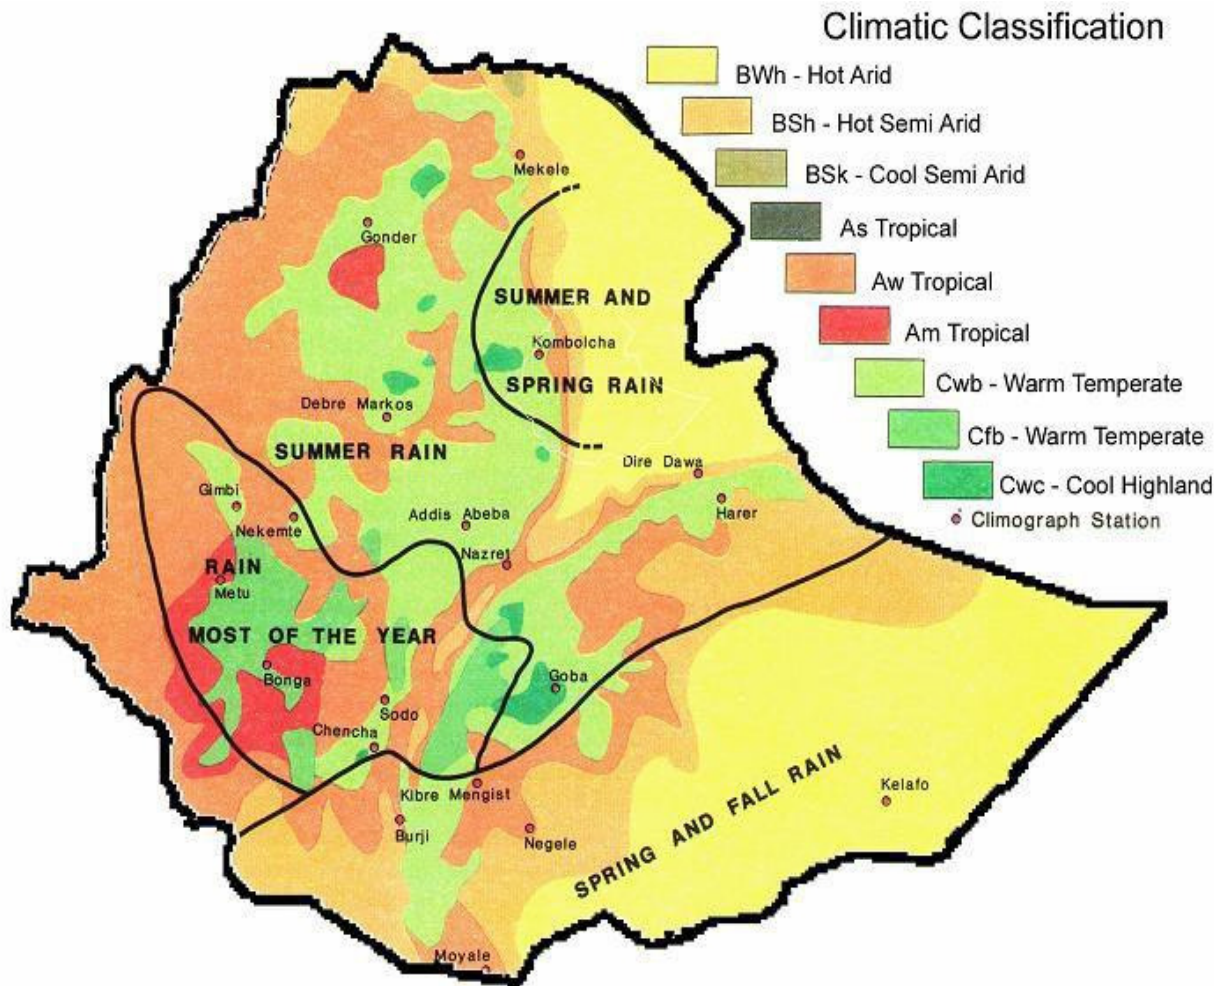 Climatic Classification
BWh - Hot Arid
BSh - Hot Semi Arid
BSk - Cool Semi Arid
As Tropical
Aw Tropical
Am Tropical
Cwb - Warm Temperate
Cfb - Warm Temperate
Cwc - Cool Highland
Climograph Station
Mekele
Gonder
SUMMER AND
Kombolcha
SPRING RAIN
Debre Markos
SUMMER RAIN
Dire Dawa
Gimbi
Harer
Addis Abeba
Nekemte
Nazret
RAIN
Metu
MOST OF THE YEAR
Bonga
Goba
Sodo
Chencha
Kibre Mengist
Kelafo
Burji
Negele
SPRING AND FALL RAIN
Moyale